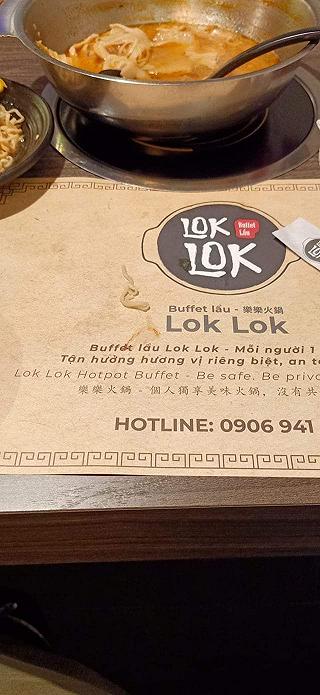 LOK
Buffet
Lẩu
LOK
Buffet lẩu - 樂樂火鍋
Lok Lok
Buffet lẩu Lok Lok - Mỗi người 1
Tận hưởng hương vị riêng biệt, an t
Lok Lok Hotpot Buffet - Be safe. Be priva
樂樂火鍋 - 個人獨享美味火鍋, 沒有共
HOTLINE: 0906 941